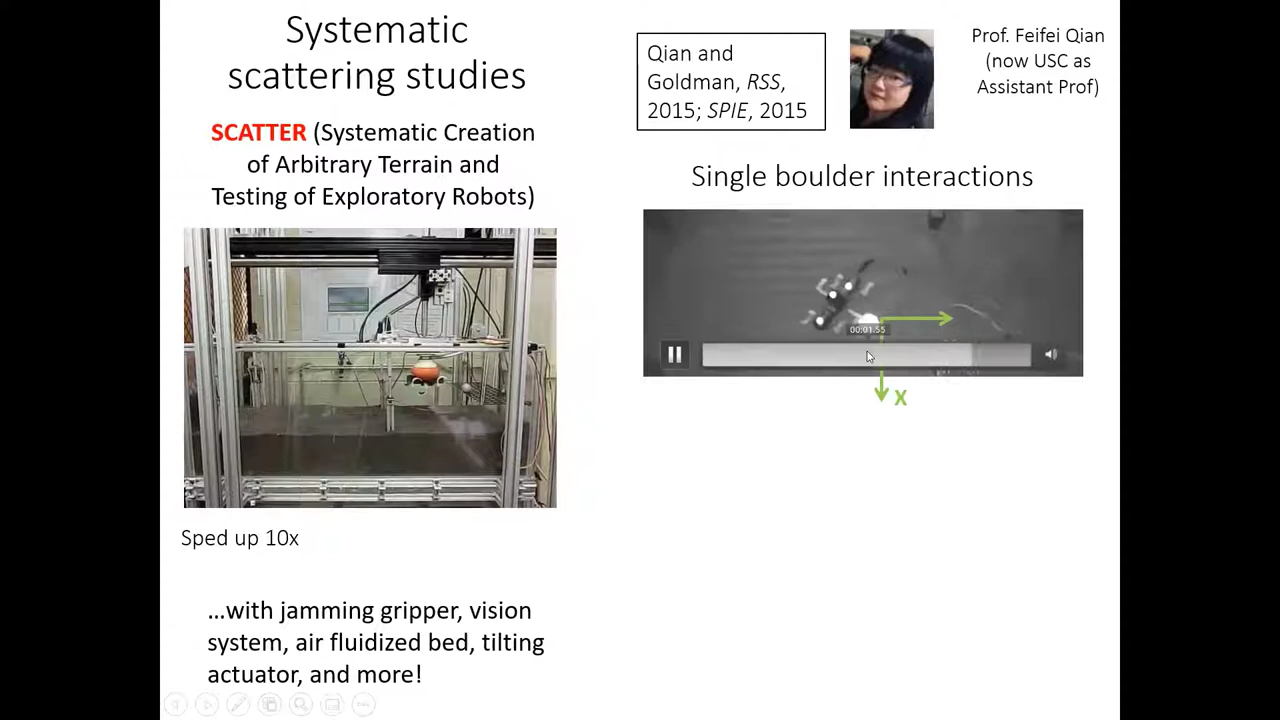 Systematic
scattering studies
SCATTER (Systematic Creation
of Arbitrary Terrain and
Testing of Exploratory Robots)
Sped up 10x
...with jamming gripper, vision
system, air fluidized bed, tilting
actuator, and more!
Qian and
Goldman, RSS,
2015; SPIE, 2015
Prof. Feifei Qian
(now USC as
Assistant Prof)
Single boulder interactions
00:01.55
X